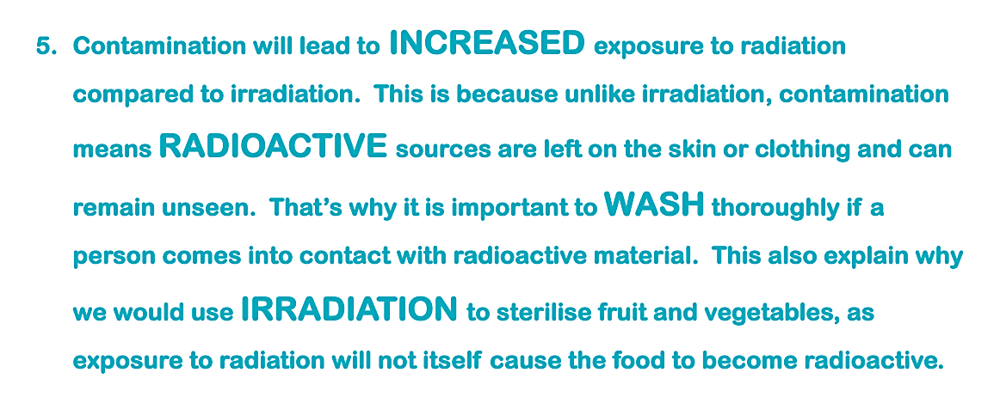 5. Contamination will lead to INCREASED exposure to radiation
compared to irradiation. This is because unlike irradiation, contamination
means RADIOACTIVE sources are left on the skin or clothing and can
remain unseen. That's why it is important to WASH thoroughly if a
person comes into contact with radioactive material. This also explain why
we would use IRRADIATION to sterilise fruit and vegetables, as
exposure to radiation will not itself cause the food to become radioactive.